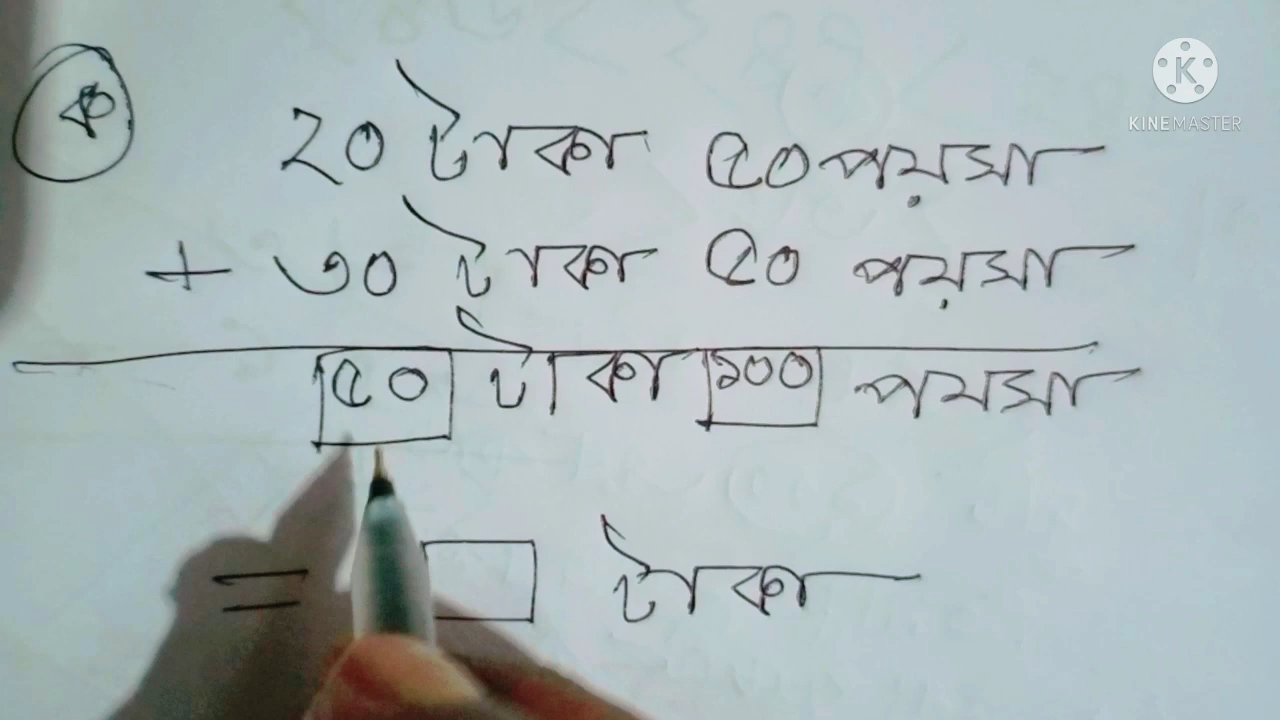 ক
২০ টাকা ৫০ পয়সা
+ ৩০ টাকা ৫০ পয়সা
৫০ টাকা ১০০ পয়সা
= টাকা
KINEMASTER